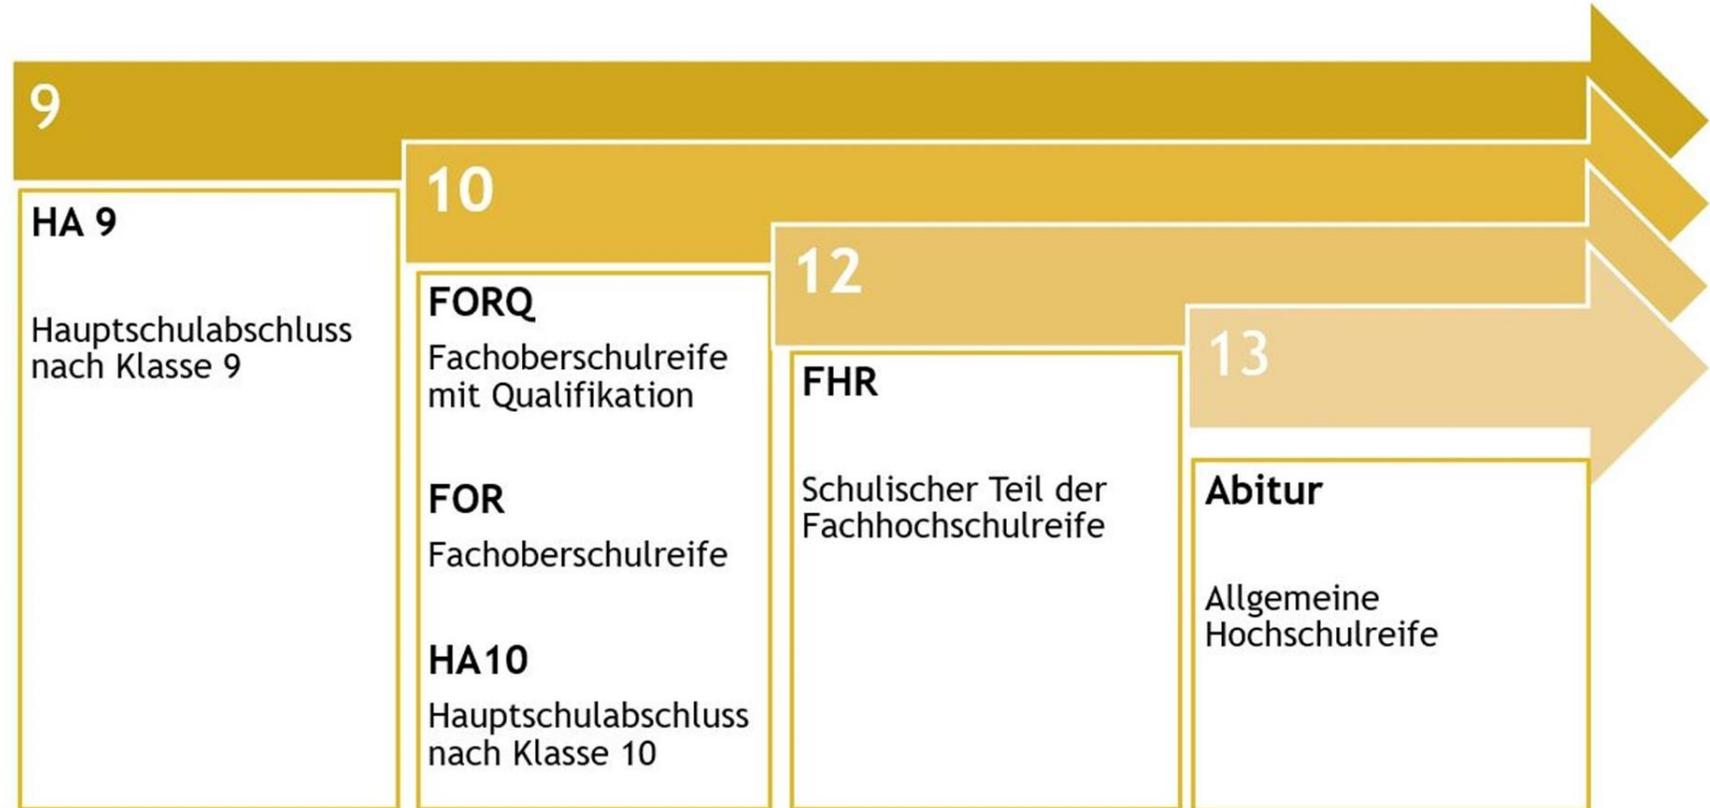 9
HA 9
Hauptschulabschluss
nach Klasse 9
10
FORQ
Fachoberschulreife
mit Qualifikation
FOR
Fachoberschulreife
HA10
Hauptschulabschluss
nach Klasse 10
12
FHR
Schulischer Teil der
Fachhochschulreife
13
Abitur
Allgemeine
Hochschulreife